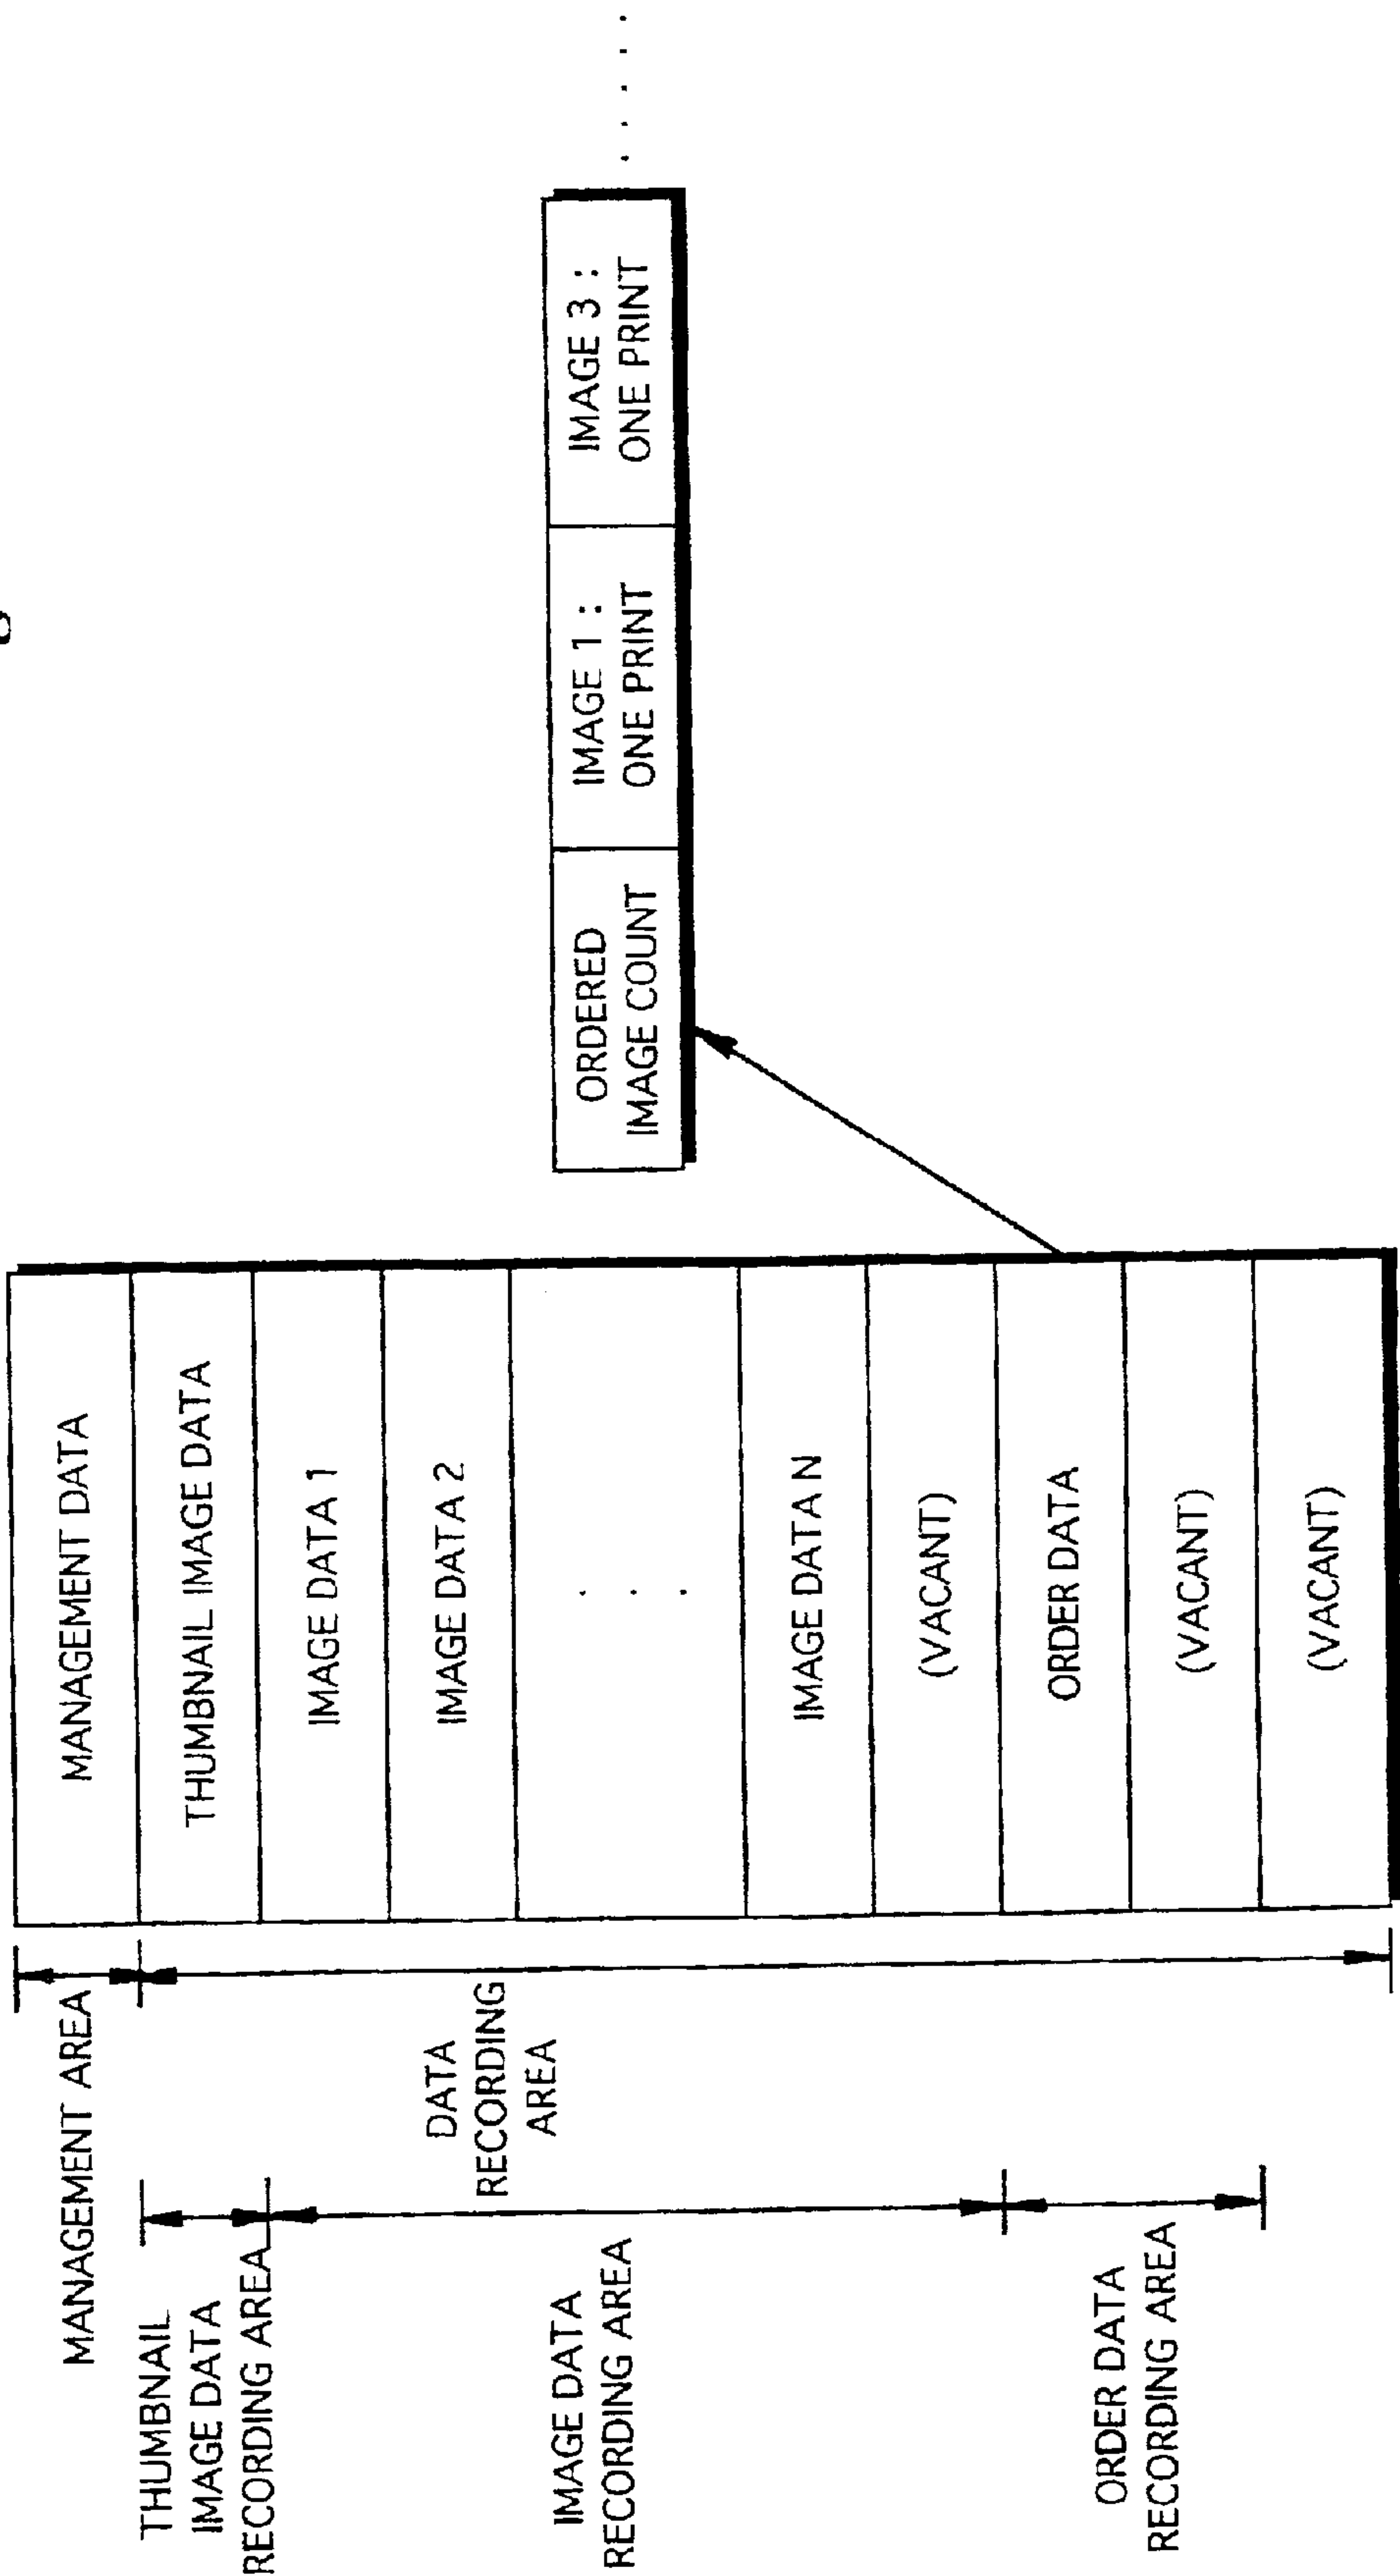 MANAGEMENT AREA
THUMBNAIL
IMAGE DATA
RECORDING AREA
DATA
RECORDING
AREA
IMAGE DATA
RECORDING AREA
ORDER DATA
RECORDING AREA
MANAGEMENT DATA
THUMBNAIL IMAGE DATA
IMAGE DATA 1
IMAGE DATA 2
. . .
IMAGE DATA N
(VACANT)
ORDER DATA
(VACANT)
(VACANT)
ORDERED
IMAGE COUNT
IMAGE 1 :
ONE PRINT
IMAGE 3 :
ONE PRINT
. . . . .